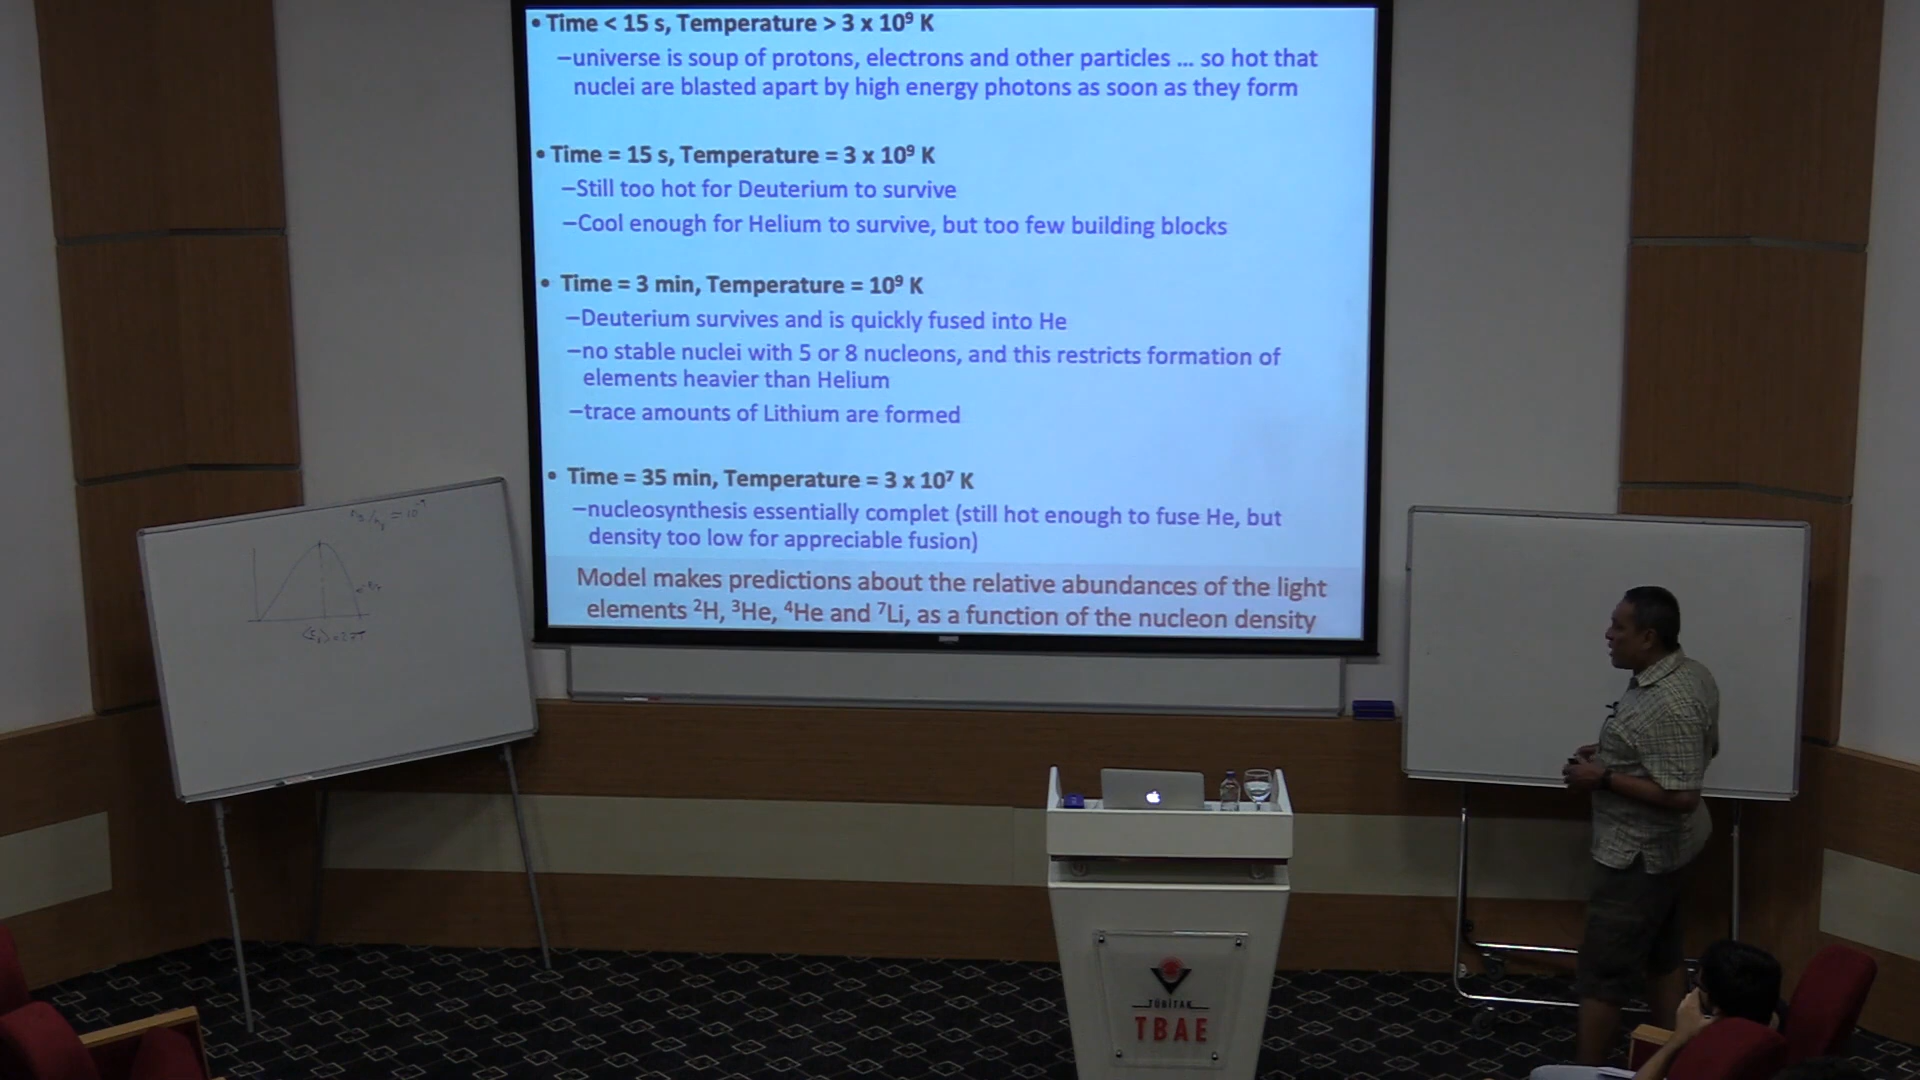 • Time < 15 s, Temperature > 3 x 10⁹ K
–universe is soup of protons, electrons and other particles ... so hot that
nuclei are blasted apart by high energy photons as soon as they form
• Time = 15 s, Temperature = 3 x 10⁹ K
–Still too hot for Deuterium to survive
–Cool enough for Helium to survive, but too few building blocks
• Time = 3 min, Temperature = 10⁹ K
–Deuterium survives and is quickly fused into He
–no stable nuclei with 5 or 8 nucleons, and this restricts formation of
elements heavier than Helium
–trace amounts of Lithium are formed
• Time = 35 min, Temperature = 3 x 10⁷ K
–nucleosynthesis essentially complet (still hot enough to fuse He, but
density too low for appreciable fusion)
Model makes predictions about the relative abundances of the light
elements ²H, ³He, ⁴He and ⁷Li, as a function of the nucleon density
TÜBİTAK
TBAE